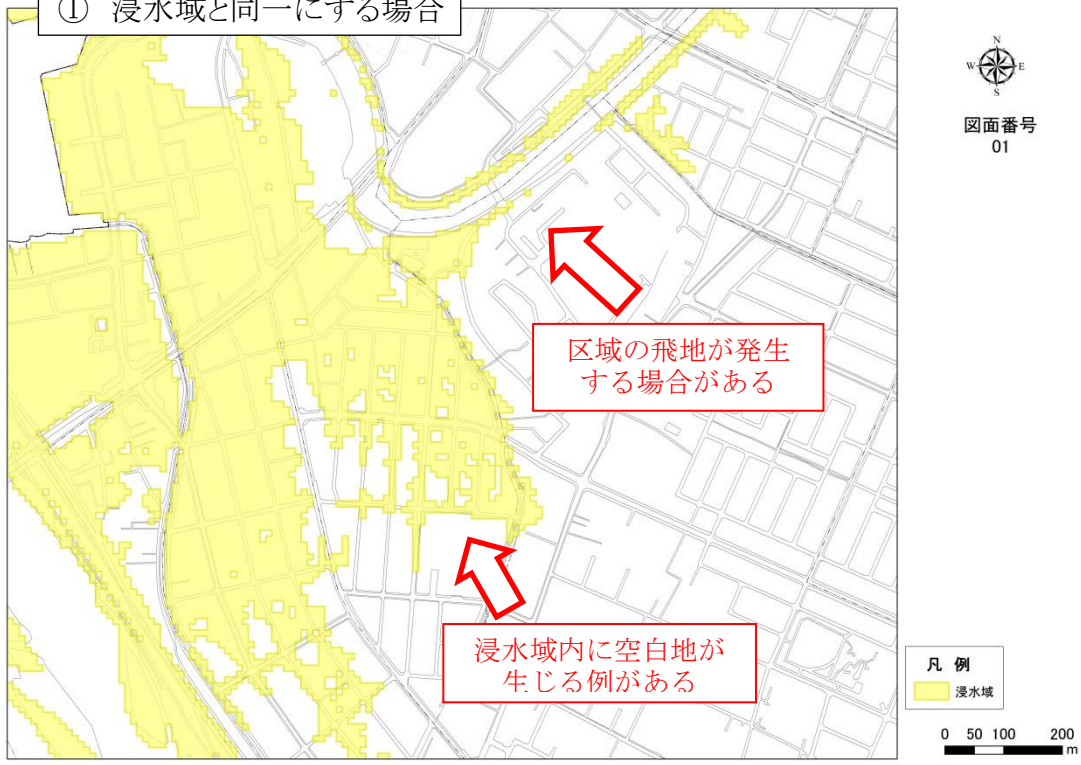 ① 浸水域と同一にする場合
N
W E
S
図面番号
01
区域の飛地が発生
する場合がある
浸水域内に空白地が
生じる例がある
凡 例
浸水域
0 50 100 200
m